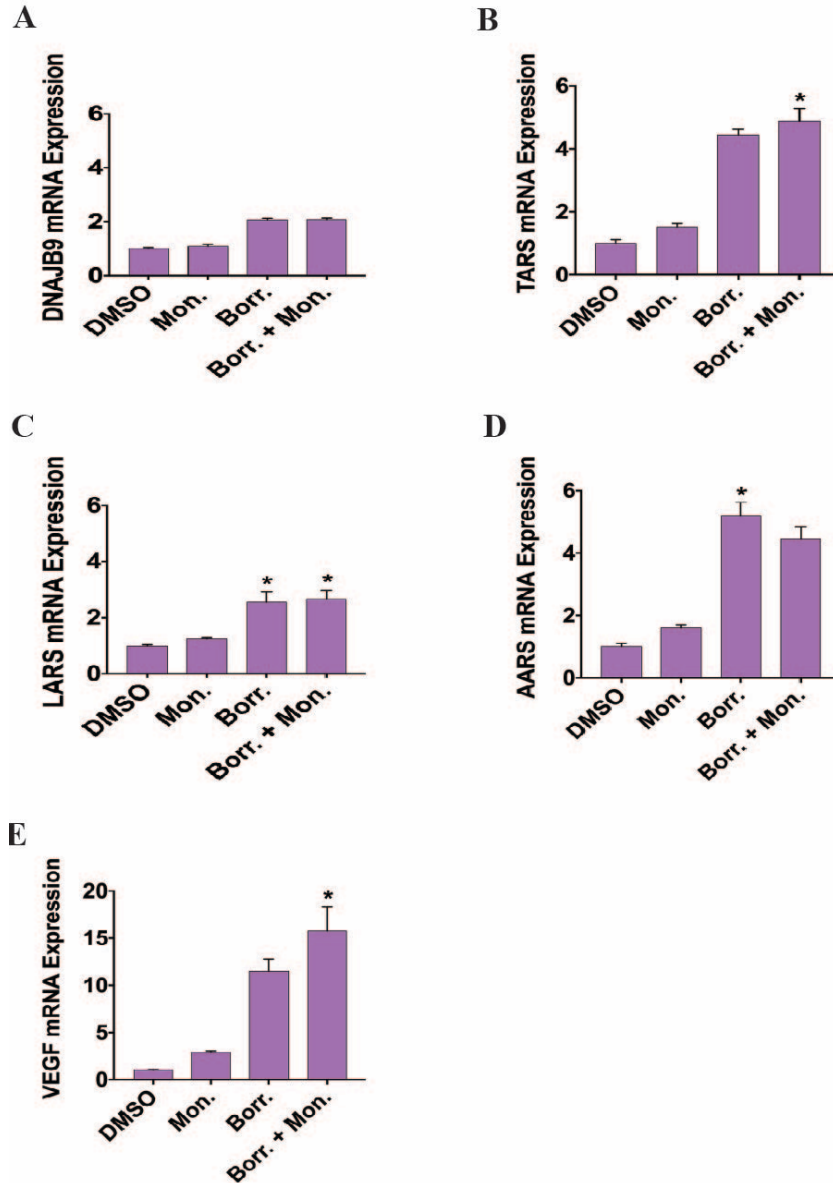 A
DNAJB9 mRNA Expression
6
4
2
0
DMSO
Mon.
Borr.
Borr. + Mon.
B
TARS mRNA Expression
6
4
2
0
*
DMSO
Mon.
Borr.
Borr. + Mon.
C
LARS mRNA Expression
6
4
2
0
* *
DMSO
Mon.
Borr.
Borr. + Mon.
D
AARS mRNA Expression
6
4
2
0
*
DMSO
Mon.
Borr.
Borr. + Mon.
E
VEGF mRNA Expression
20
15
10
5
0
*
DMSO
Mon.
Borr.
Borr. + Mon.